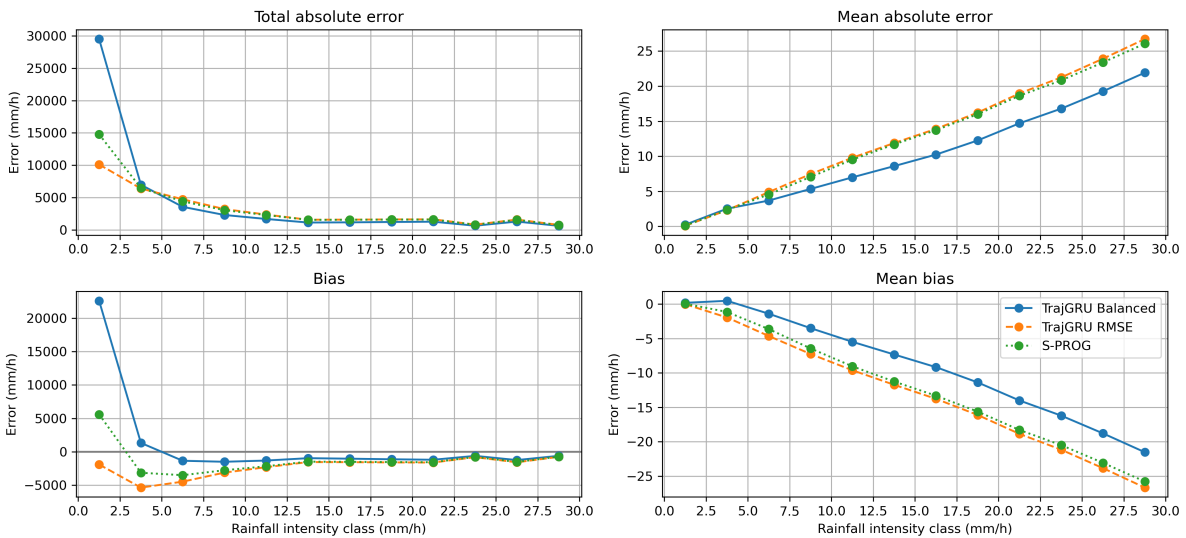 Total absolute error
Error (mm/h)
30000
25000
20000
15000
10000
5000
0
0.0 2.5 5.0 7.5 10.0 12.5 15.0 17.5 20.0 22.5 25.0 27.5 30.0
Mean absolute error
Error (mm/h)
25
20
15
10
5
0
0.0 2.5 5.0 7.5 10.0 12.5 15.0 17.5 20.0 22.5 25.0 27.5 30.0
Bias
Error (mm/h)
20000
15000
10000
5000
0
−5000
0.0 2.5 5.0 7.5 10.0 12.5 15.0 17.5 20.0 22.5 25.0 27.5 30.0
Rainfall intensity class (mm/h)
Mean bias
Error (mm/h)
0
−5
−10
−15
−20
−25
TrajGRU Balanced
TrajGRU RMSE
S-PROG
0.0 2.5 5.0 7.5 10.0 12.5 15.0 17.5 20.0 22.5 25.0 27.5 30.0
Rainfall intensity class (mm/h)